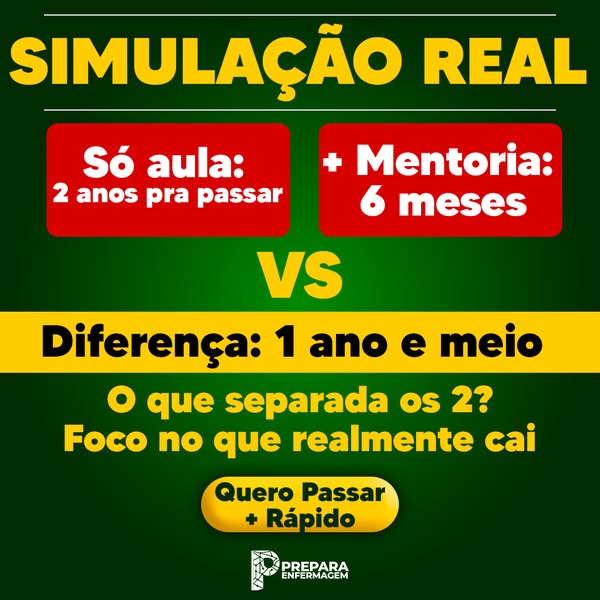 SIMULAÇÃO REAL
Só aula:
2 anos pra passar
+ Mentoria:
6 meses
VS
Diferença: 1 ano e meio
O que separada os 2?
Foco no que realmente cai
Quero Passar
+ Rápido
PREPARA
ENFERMAGEM